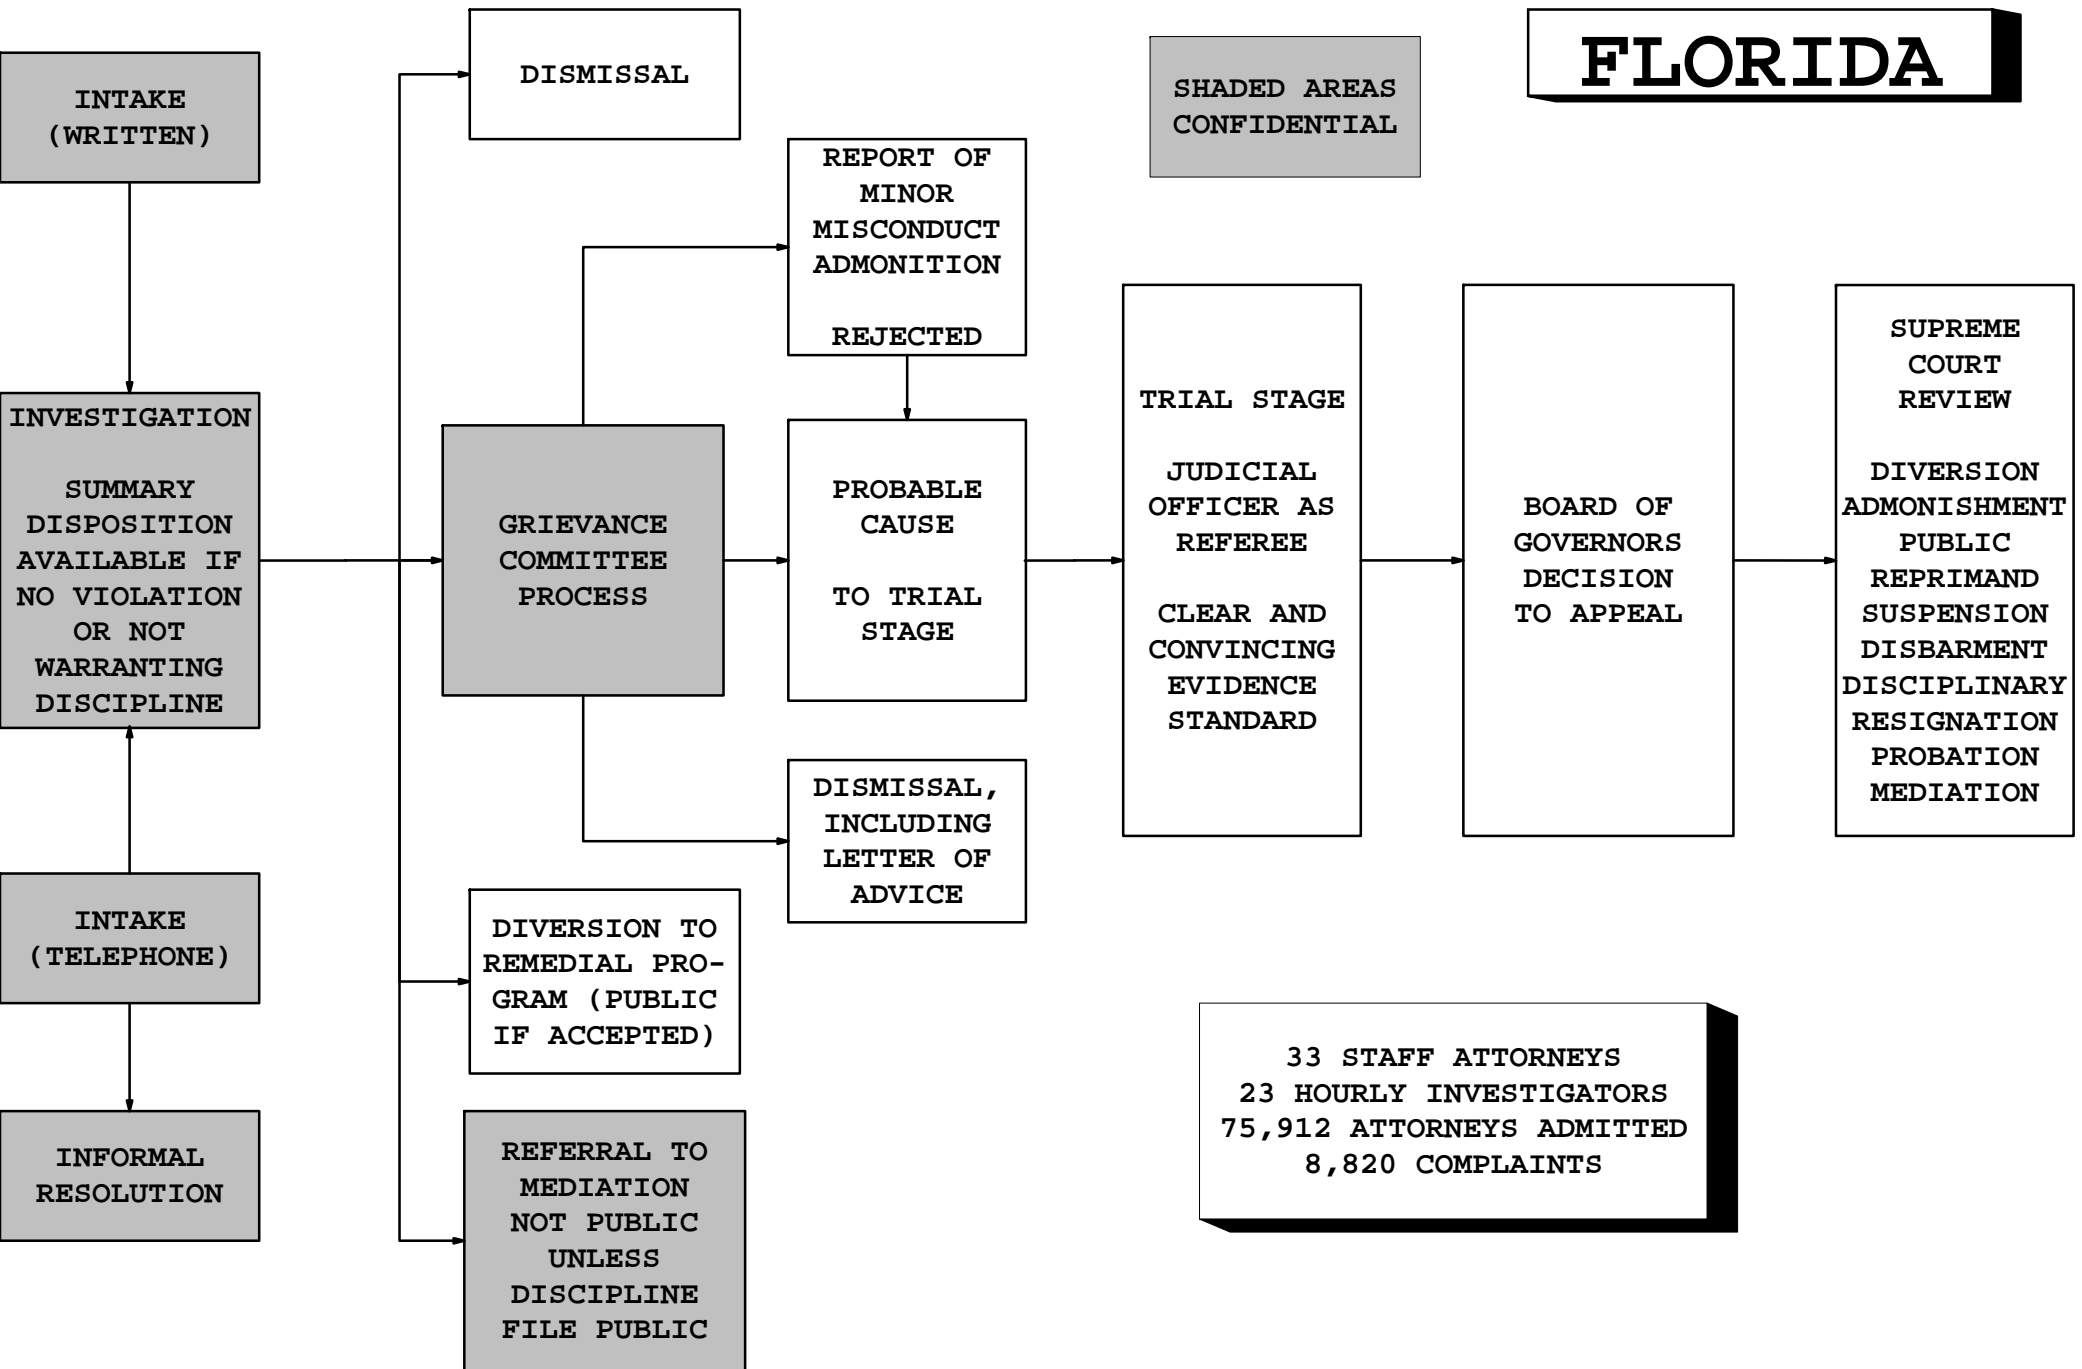 FLORIDA
SHADED AREAS
CONFIDENTIAL
INTAKE
(WRITTEN)
DISMISSAL
REPORT OF
MINOR
MISCONDUCT
ADMONITION
REJECTED
INVESTIGATION
SUMMARY
DISPOSITION
AVAILABLE IF
NO VIOLATION
OR NOT
WARRANTING
DISCIPLINE
GRIEVANCE
COMMITTEE
PROCESS
PROBABLE
CAUSE
TO TRIAL
STAGE
TRIAL STAGE
JUDICIAL
OFFICER AS
REFEREE
CLEAR AND
CONVINCING
EVIDENCE
STANDARD
BOARD OF
GOVERNORS
DECISION
TO APPEAL
SUPREME
COURT
REVIEW
DIVERSION
ADMONISHMENT
PUBLIC
REPRIMAND
SUSPENSION
DISBARMENT
DISCIPLINARY
RESIGNATION
PROBATION
MEDIATION
DISMISSAL,
INCLUDING
LETTER OF
ADVICE
INTAKE
(TELEPHONE)
DIVERSION TO
REMEDIAL PRO-
GRAM (PUBLIC
IF ACCEPTED)
INFORMAL
RESOLUTION
REFERRAL TO
MEDIATION
NOT PUBLIC
UNLESS
DISCIPLINE
FILE PUBLIC
33 STAFF ATTORNEYS
23 HOURLY INVESTIGATORS
75,912 ATTORNEYS ADMITTED
8,820 COMPLAINTS